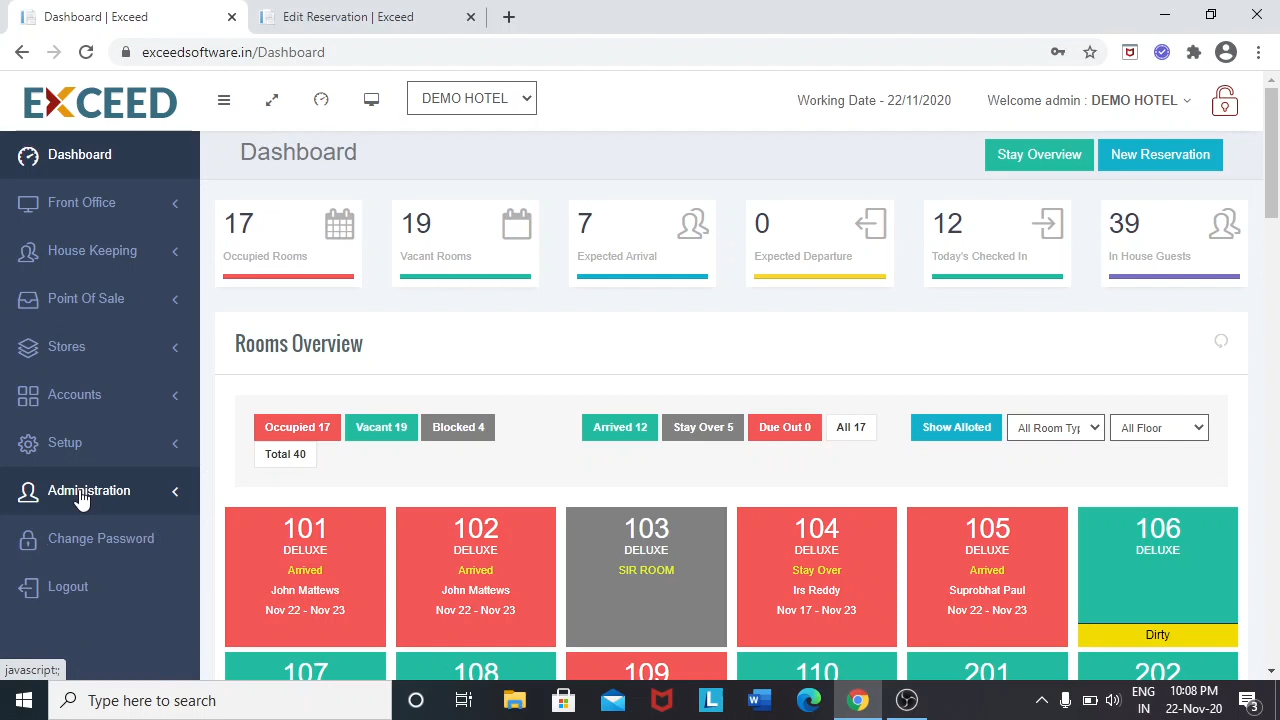 Dashboard | Exceed
Edit Reservation | Exceed
exceedsoftware.in/Dashboard
EXCEED
DEMO HOTEL
Working Date - 22/11/2020
Welcome admin : DEMO HOTEL
Dashboard
Front Office
House Keeping
Point Of Sale
Stores
Accounts
Setup
Administration
Change Password
Logout
javascript:;
Dashboard
Stay Overview
New Reservation
17
Occupied Rooms
19
Vacant Rooms
7
Expected Arrival
0
Expected Departure
12
Today's Checked In
39
In House Guests
Rooms Overview
Occupied 17
Vacant 19
Blocked 4
Total 40
Arrived 12
Stay Over 5
Due Out 0
All 17
Show Alloted
All Room Typ
All Floor
101
DELUXE
Arrived
John Mattews
Nov 22 - Nov 23
102
DELUXE
Arrived
John Mattews
Nov 22 - Nov 23
103
DELUXE
SIR ROOM
104
DELUXE
Stay Over
Irs Reddy
Nov 17 - Nov 23
105
DELUXE
Arrived
Suprobhat Paul
Nov 22 - Nov 23
106
DELUXE
Dirty
107
108
109
110
201
202
Type here to search
ENG
IN
10:08 PM
22-Nov-20
3